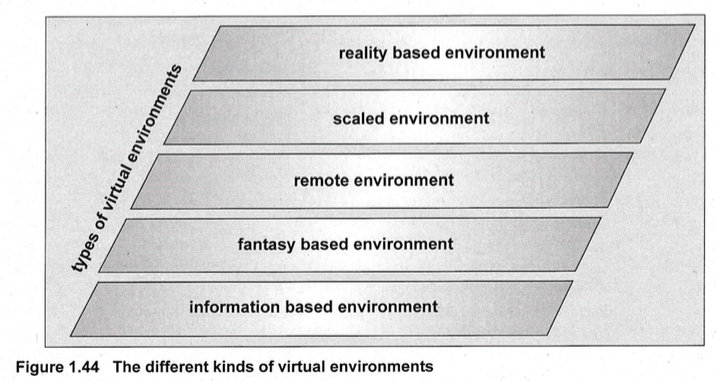 types of virtual environments
reality based environment
scaled environment
remote environment
fantasy based environment
information based environment
Figure 1.44 The different kinds of virtual environments